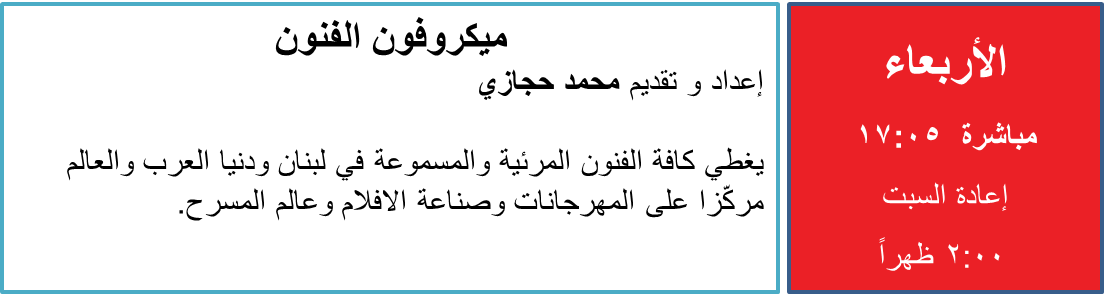 الأربعاء
مباشرة ١٧:٠٥
إعادة السبت
٢:٠٠ ظهراً
ميكروفون الفنون
إعداد و تقديم محمد حجازي
يغطي كافة الفنون المرئية والمسموعة في لبنان ودنيا العرب والعالم
مركّزا على المهرجانات وصناعة الافلام وعالم المسرح.